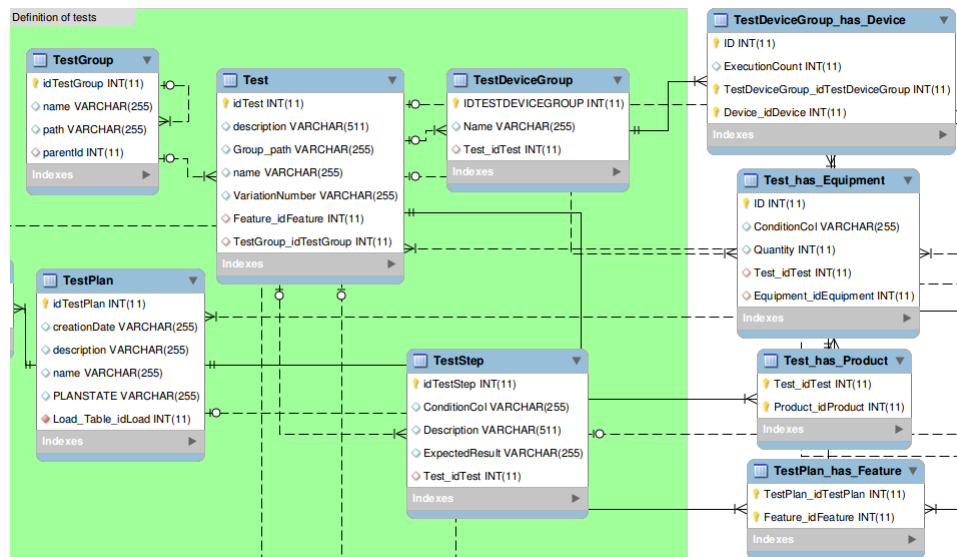 Definition of tests
TestGroup
idTestGroup INT(11)
name VARCHAR(255)
path VARCHAR(255)
parentId INT(11)
Indexes
Test
idTest INT(11)
description VARCHAR(511)
Group_path VARCHAR(255)
name VARCHAR(255)
VariationNumber VARCHAR(255)
Feature_idFeature INT(11)
TestGroup_idTestGroup INT(11)
Indexes
TestDeviceGroup
IDTESTDEVICEGROUP INT(11)
Name VARCHAR(255)
Test_idTest INT(11)
Indexes
TestDeviceGroup_has_Device
ID INT(11)
ExecutionCount INT(11)
TestDeviceGroup_idTestDeviceGroup INT(11)
Device_idDevice INT(11)
Indexes
Test_has_Equipment
ID INT(11)
ConditionCol VARCHAR(255)
Quantity INT(11)
Test_idTest INT(11)
Equipment_idEquipment INT(11)
Indexes
TestPlan
idTestPlan INT(11)
creationDate VARCHAR(255)
description VARCHAR(255)
name VARCHAR(255)
PLANSTATE VARCHAR(255)
Load_Table_idLoad INT(11)
Indexes
TestStep
idTestStep INT(11)
ConditionCol VARCHAR(255)
Description VARCHAR(511)
ExpectedResult VARCHAR(255)
Test_idTest INT(11)
Indexes
Test_has_Product
Test_idTest INT(11)
Product_idProduct INT(11)
Indexes
TestPlan_has_Feature
TestPlan_idTestPlan INT(11)
Feature_idFeature INT(11)
Indexes